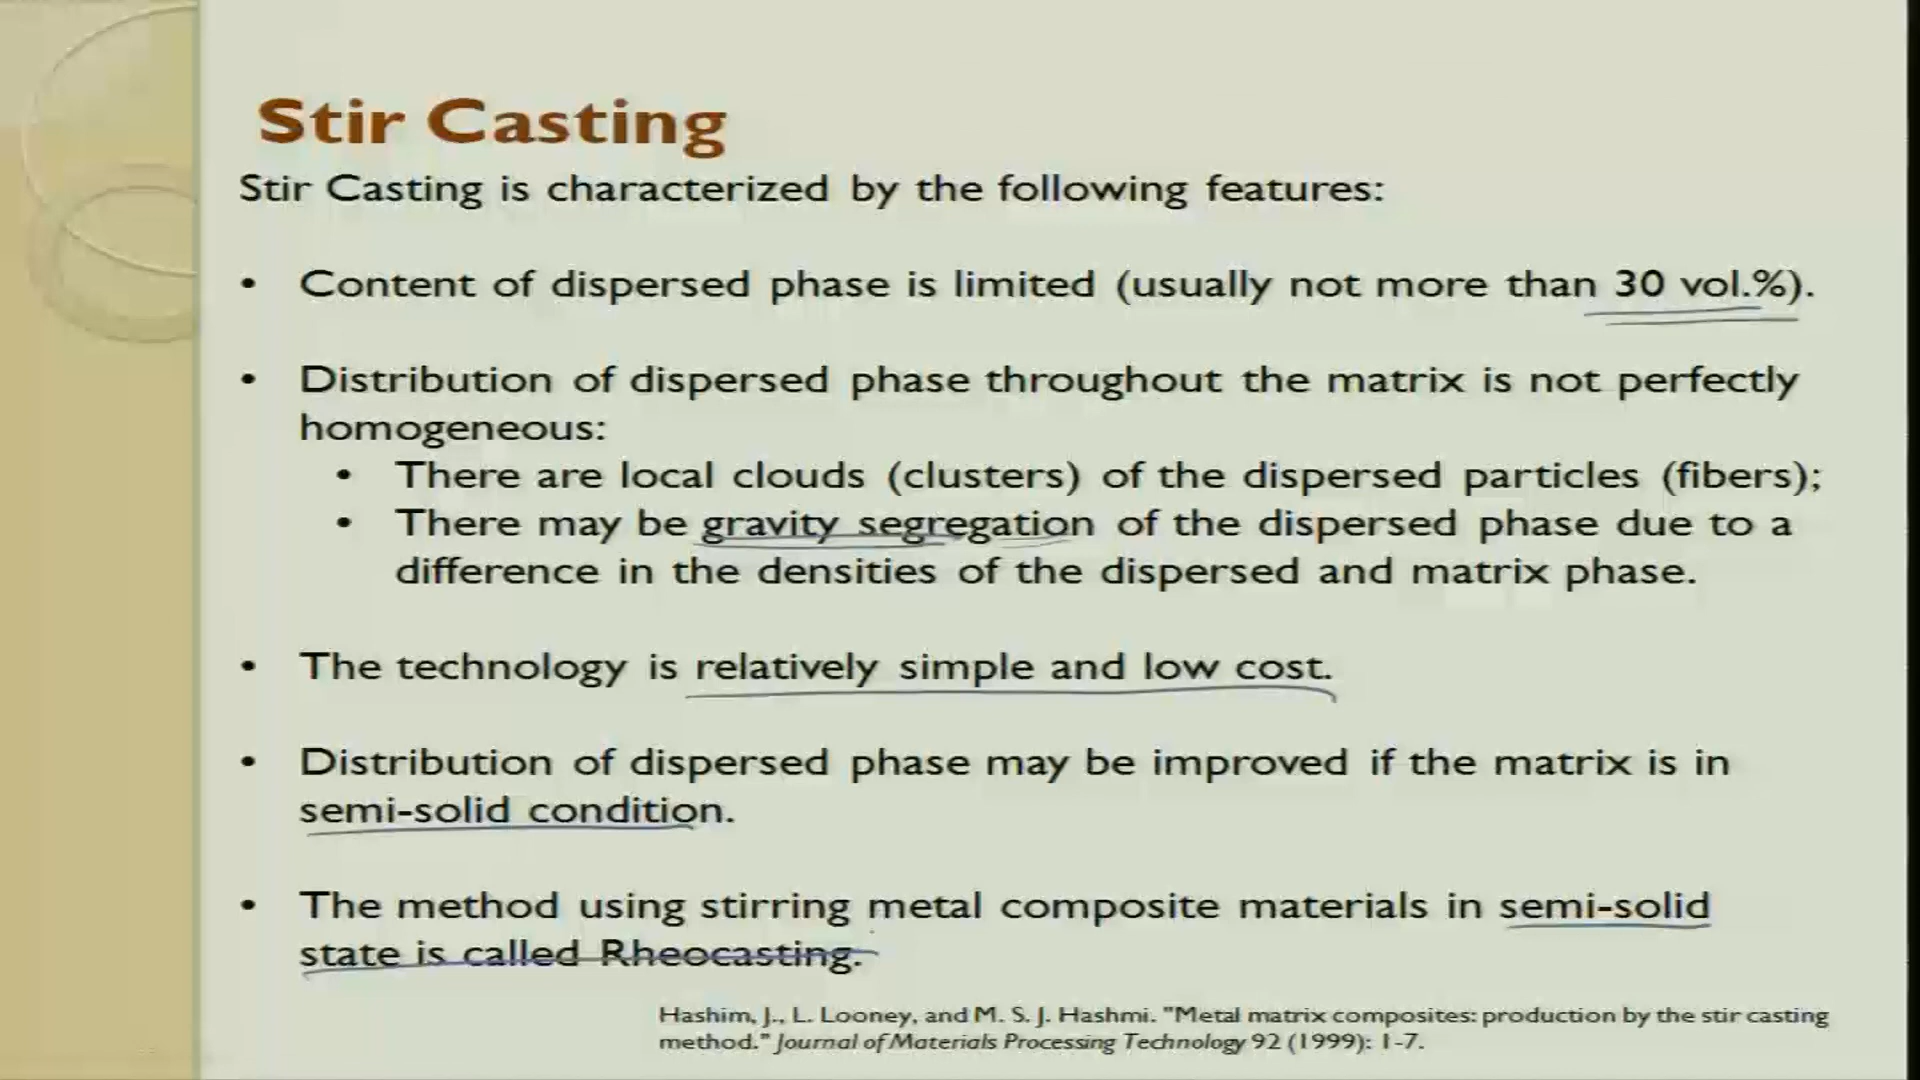 Stir Casting
Stir Casting is characterized by the following features:
• Content of dispersed phase is limited (usually not more than 30 vol.%).
• Distribution of dispersed phase throughout the matrix is not perfectly
homogeneous:
• There are local clouds (clusters) of the dispersed particles (fibers);
• There may be gravity segregation of the dispersed phase due to a
difference in the densities of the dispersed and matrix phase.
• The technology is relatively simple and low cost.
• Distribution of dispersed phase may be improved if the matrix is in
semi-solid condition.
• The method using stirring metal composite materials in semi-solid
state is called Rheocasting.
Hashim, J., L. Looney, and M. S. J. Hashmi. "Metal matrix composites: production by the stir casting
method." Journal of Materials Processing Technology 92 (1999): 1-7.